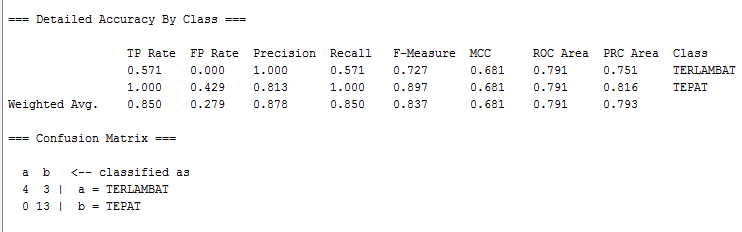 === Detailed Accuracy By Class ===
TP Rate FP Rate Precision Recall F-Measure MCC ROC Area PRC Area Class
0.571 0.000 1.000 0.571 0.727 0.681 0.791 0.751 TERLAMBAT
1.000 0.429 0.813 1.000 0.897 0.681 0.791 0.816 TEPAT
Weighted Avg. 0.850 0.279 0.878 0.850 0.837 0.681 0.791 0.793
=== Confusion Matrix ===
a b <-- classified as
4 3 | a = TERLAMBAT
0 13 | b = TEPAT